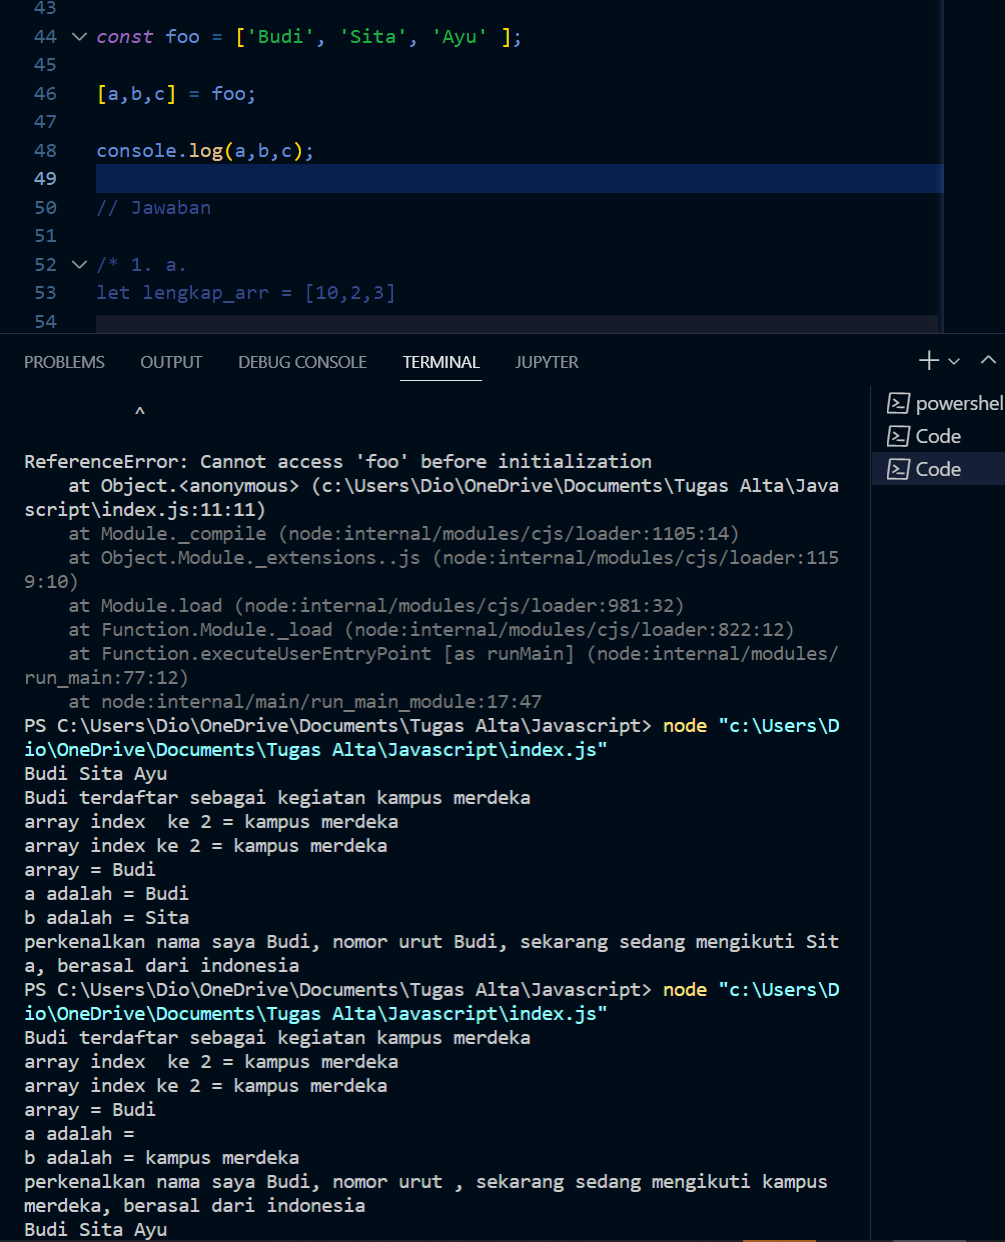 43
44 const foo = ['Budi', 'Sita', 'Ayu' ];
45
46 [a,b,c] = foo;
47
48 console.log(a,b,c);
49
50 // Jawaban
51
52 /* 1. a.
53 let lengkap_arr = [10,2,3]
54
PROBLEMS OUTPUT DEBUG CONSOLE TERMINAL JUPYTER
powershel
Code
Code
^
ReferenceError: Cannot access 'foo' before initialization
at Object.<anonymous> (c:\Users\Dio\OneDrive\Documents\Tugas Alta\Java
script\index.js:11:11)
at Module._compile (node:internal/modules/cjs/loader:1105:14)
at Object.Module._extensions..js (node:internal/modules/cjs/loader:115
9:10)
at Module.load (node:internal/modules/cjs/loader:981:32)
at Function.Module._load (node:internal/modules/cjs/loader:822:12)
at Function.executeUserEntryPoint [as runMain] (node:internal/modules/
run_main:77:12)
at node:internal/main/run_main_module:17:47
PS C:\Users\Dio\OneDrive\Documents\Tugas Alta\Javascript> node "c:\Users\D
io\OneDrive\Documents\Tugas Alta\Javascript\index.js"
Budi Sita Ayu
Budi terdaftar sebagai kegiatan kampus merdeka
array index  ke 2 = kampus merdeka
array index ke 2 = kampus merdeka
array = Budi
a adalah = Budi
b adalah = Sita
perkenalkan nama saya Budi, nomor urut Budi, sekarang sedang mengikuti Sit
a, berasal dari indonesia
PS C:\Users\Dio\OneDrive\Documents\Tugas Alta\Javascript> node "c:\Users\D
io\OneDrive\Documents\Tugas Alta\Javascript\index.js"
Budi terdaftar sebagai kegiatan kampus merdeka
array index  ke 2 = kampus merdeka
array index ke 2 = kampus merdeka
array = Budi
a adalah =
b adalah = kampus merdeka
perkenalkan nama saya Budi, nomor urut , sekarang sedang mengikuti kampus
merdeka, berasal dari indonesia
Budi Sita Ayu